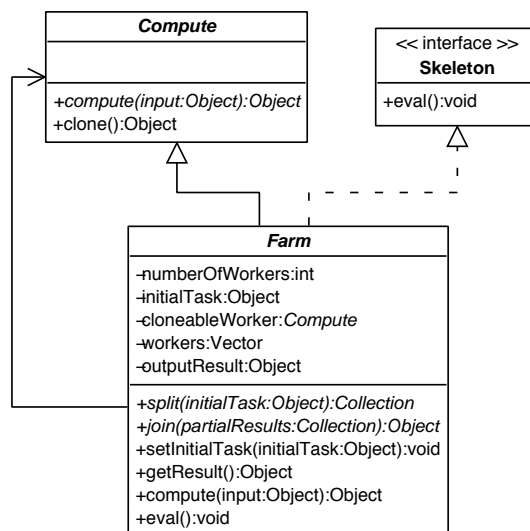 Compute
+compute(input:Object):Object
+clone():Object
<< interface >>
Skeleton
+eval():void
Farm
-numberOfWorkers:int
-initialTask:Object
-cloneableWorker:Compute
-workers:Vector
-outputResult:Object
+split(initialTask:Object):Collection
+join(partialResults:Collection):Object
+setInitialTask(initialTask:Object):void
+getResult():Object
+compute(input:Object):Object
+eval():void